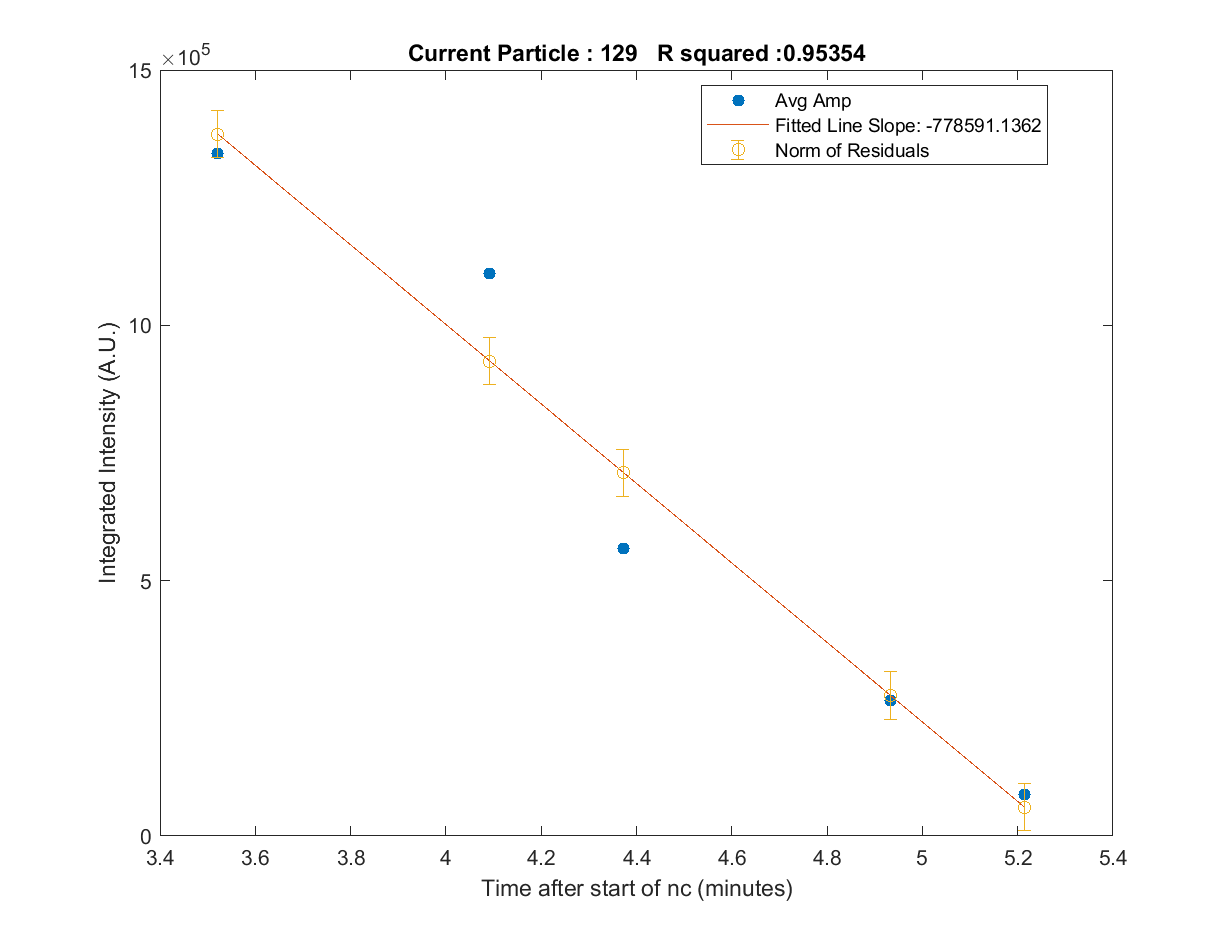 Current Particle : 129 R squared :0.95354
×10^5
15
10
5
0
Integrated Intensity (A.U.)
Avg Amp
Fitted Line Slope: -778591.1362
Norm of Residuals
3.4 3.6 3.8 4 4.2 4.4 4.6 4.8 5 5.2 5.4
Time after start of nc (minutes)